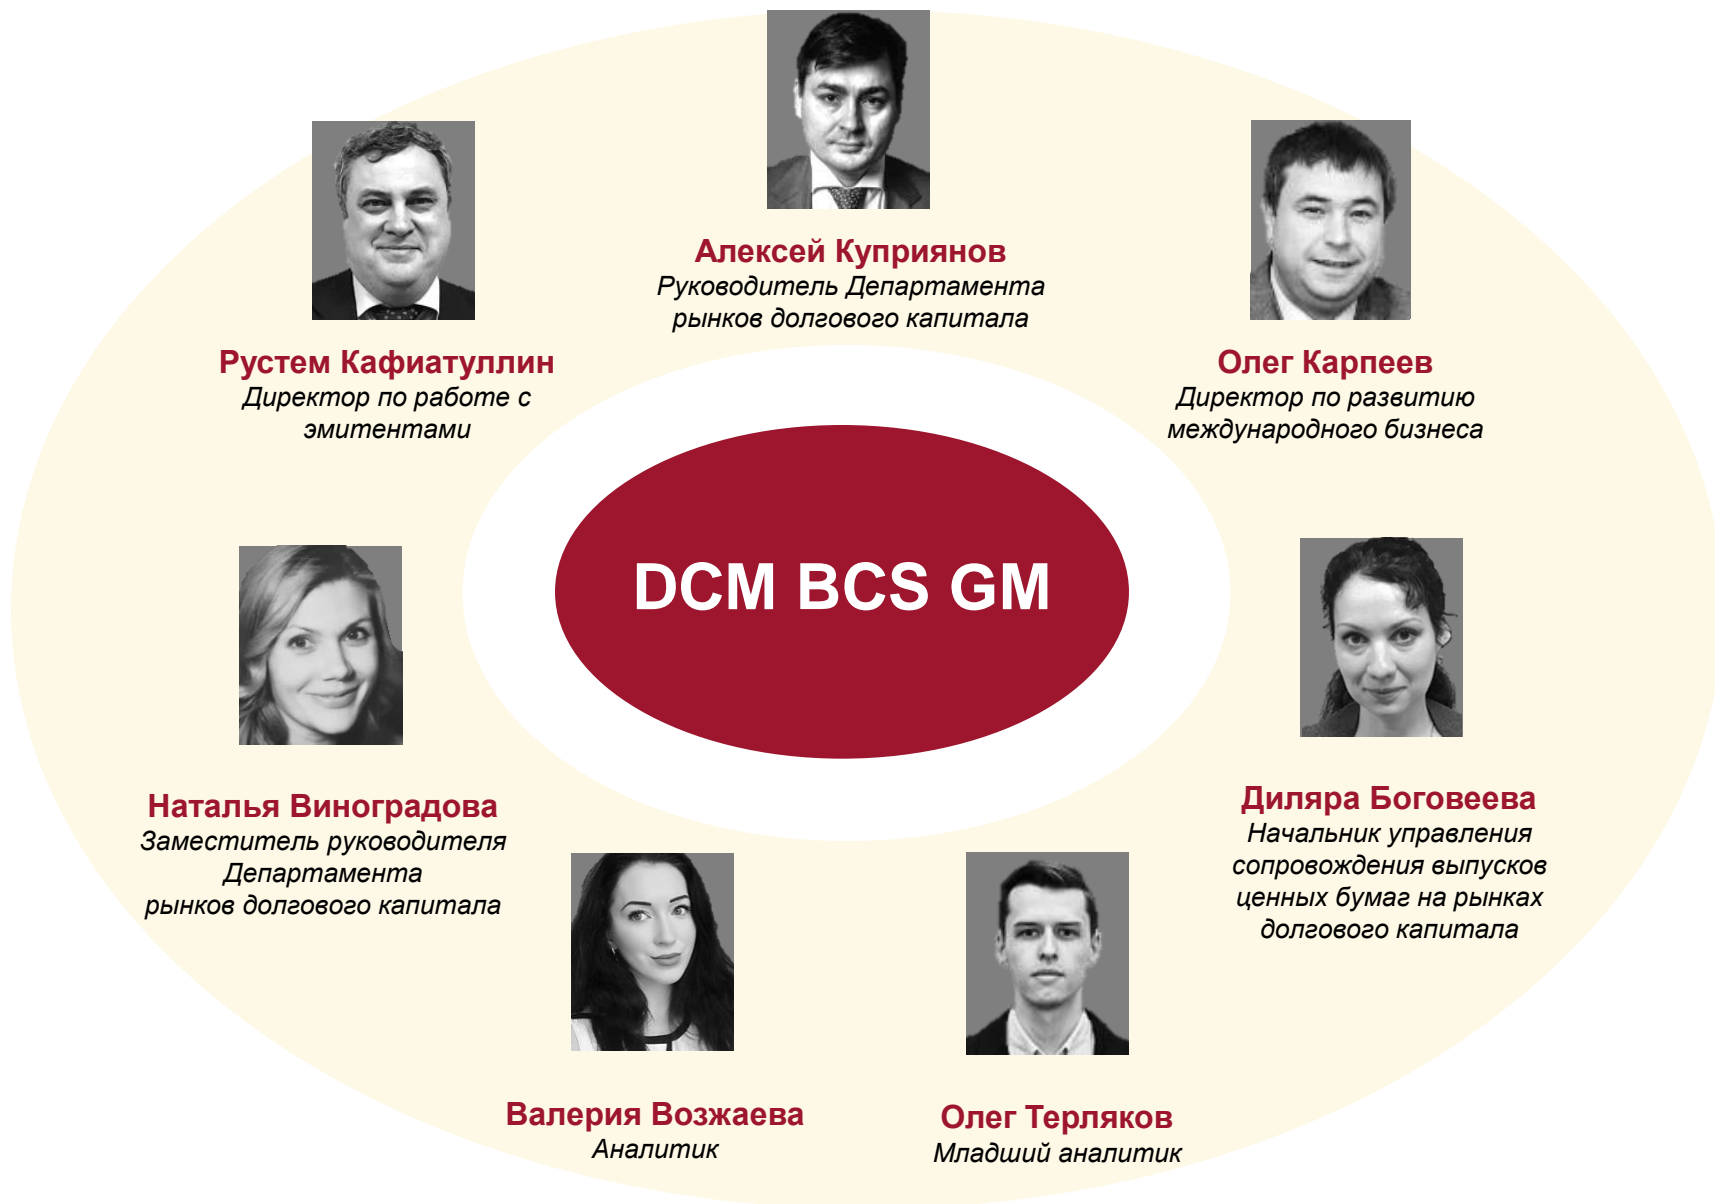 Алексей Куприянов
Руководитель Департамента
рынков долгового капитала
Рустем Кафиатуллин
Директор по работе с
эмитентами
Олег Карпеев
Директор по развитию
международного бизнеса
DCM BCS GM
Наталья Виноградова
Заместитель руководителя
Департамента
рынков долгового капитала
Диляра Боговеева
Начальник управления
сопровождения выпусков
ценных бумаг на рынках
долгового капитала
Валерия Возжаева
Аналитик
Олег Терляков
Младший аналитик